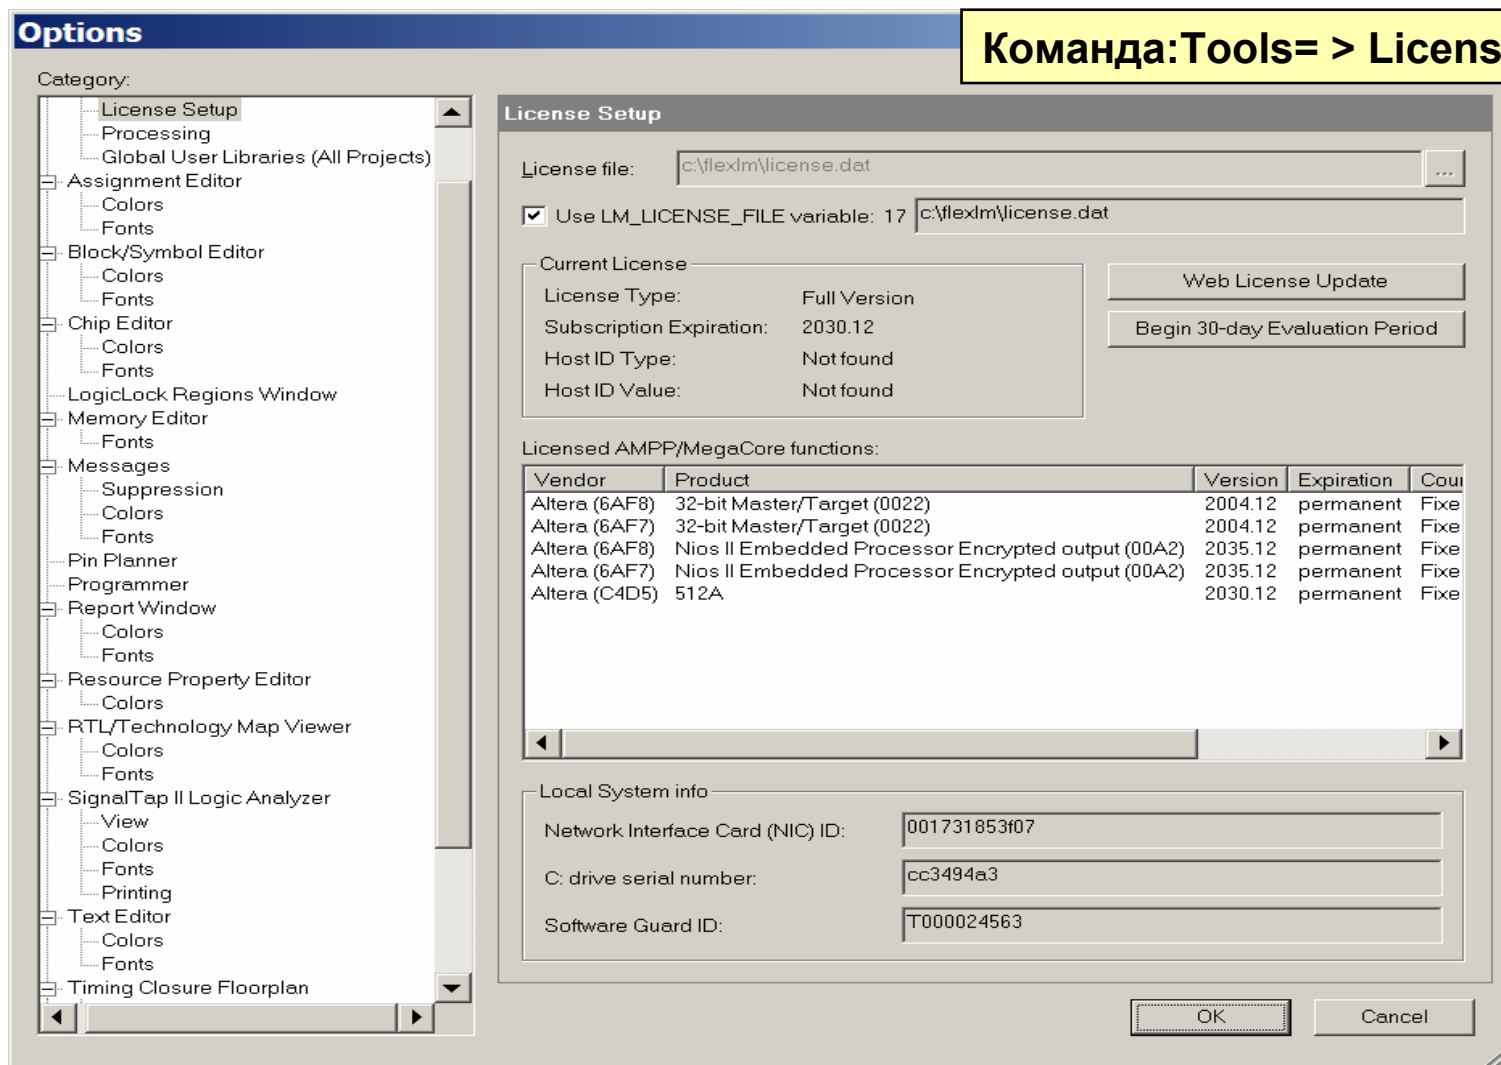 Options
Команда:Tools= > Licens
Category:
License Setup
Processing
Global User Libraries (All Projects)
Assignment Editor
Colors
Fonts
Block/Symbol Editor
Colors
Fonts
Chip Editor
Colors
Fonts
LogicLock Regions Window
Memory Editor
Fonts
Messages
Suppression
Colors
Fonts
Pin Planner
Programmer
Report Window
Colors
Fonts
Resource Property Editor
Colors
RTL/Technology Map Viewer
Colors
Fonts
SignalTap II Logic Analyzer
View
Colors
Fonts
Printing
Text Editor
Colors
Fonts
Timing Closure Floorplan
License Setup
License file: c:\flexlm\license.dat ...
Use LM_LICENSE_FILE variable: 17 c:\flexlm\license.dat
Current License
License Type: Full Version
Subscription Expiration: 2030.12
Host ID Type: Not found
Host ID Value: Not found
Web License Update
Begin 30-day Evaluation Period
Licensed AMPP/MegaCore functions:
Vendor Product Version Expiration Cou
Altera (6AF8) 32-bit Master/Target (0022) 2004.12 permanent Fixe
Altera (6AF7) 32-bit Master/Target (0022) 2004.12 permanent Fixe
Altera (6AF8) Nios II Embedded Processor Encrypted output (00A2) 2035.12 permanent Fixe
Altera (6AF7) Nios II Embedded Processor Encrypted output (00A2) 2035.12 permanent Fixe
Altera (C4D5) 512A 2030.12 permanent Fixe
Local System info
Network Interface Card (NIC) ID: 001731853f07
C: drive serial number: cc3494a3
Software Guard ID: T000024563
OK Cancel